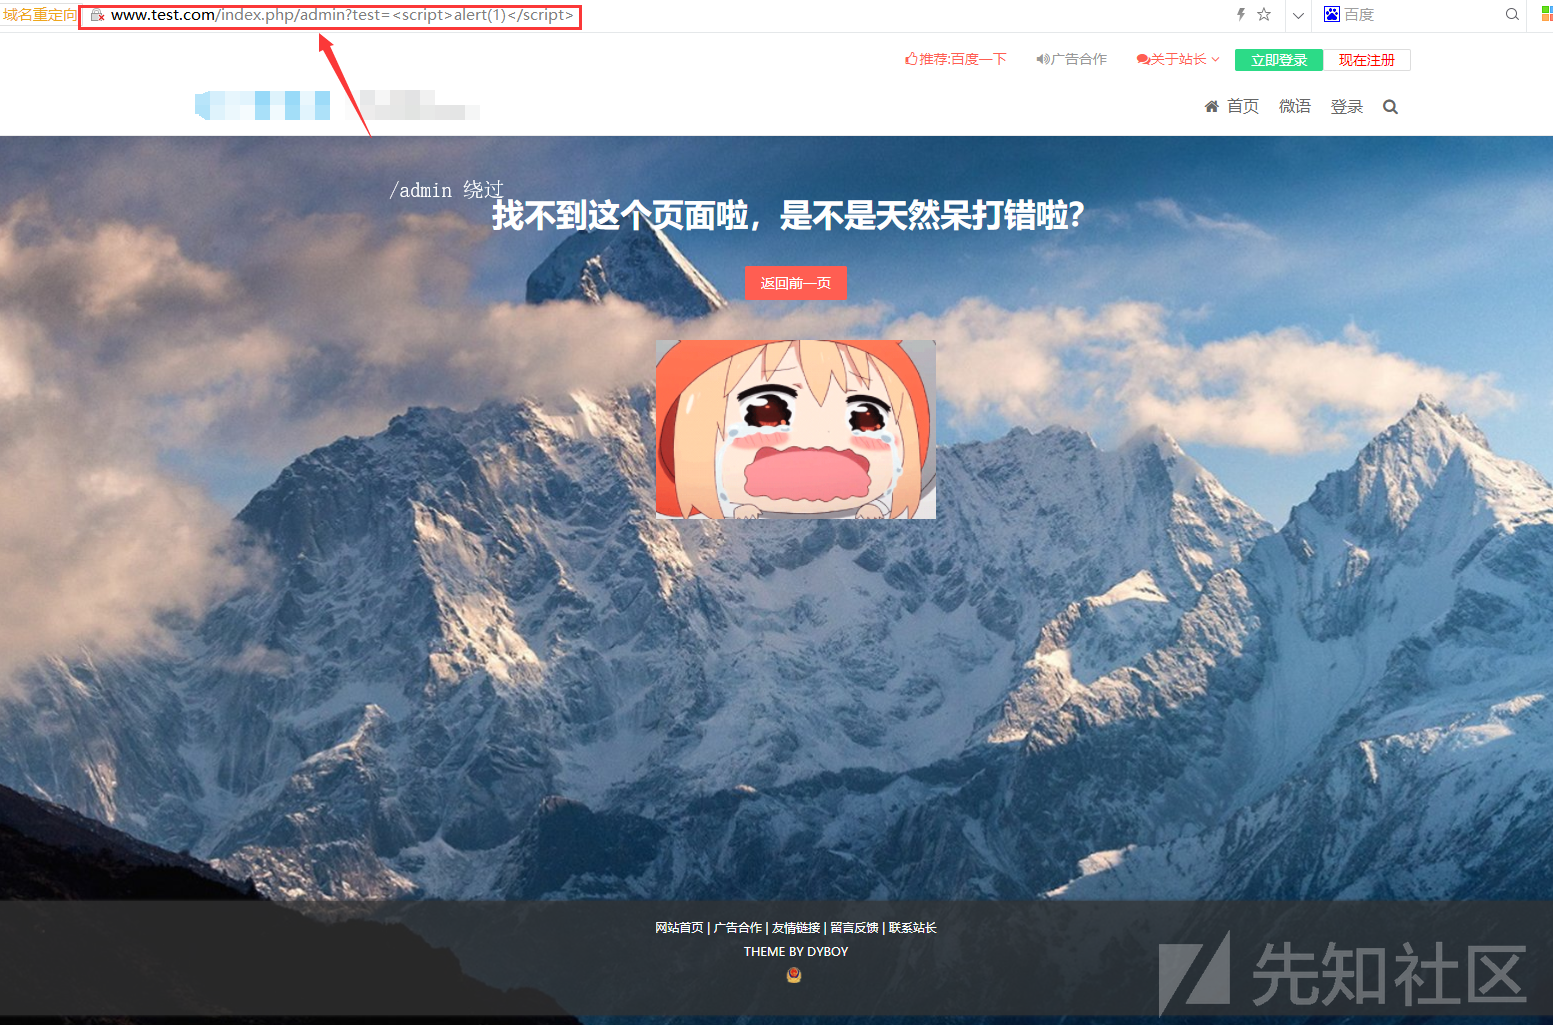 域名重定向 www.test.com/index.php/admin?test=<script>alert(1)</script> 百度
推荐:百度一下 广告合作 关于站长 立即登录 现在注册
首页 微语 登录
/admin 绕过
找不到这个页面啦，是不是天然呆打错啦？
返回前一页
网站首页 | 广告合作 | 友情链接 | 留言反馈 | 联系站长
THEME BY DYBOY
先知社区